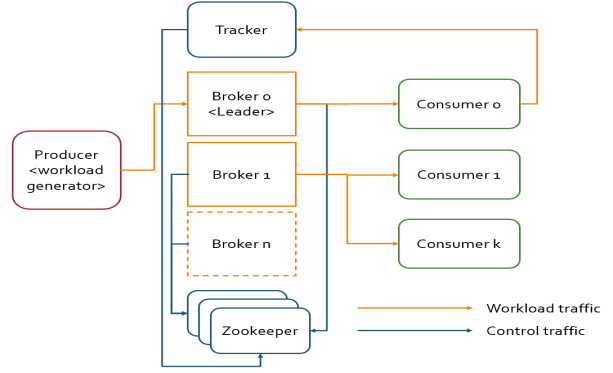 Tracker
Broker 0
<Leader>
Consumer 0
Producer
<workload
generator>
Broker 1
Consumer 1
Broker n
Consumer k
Zookeeper
Workload traffic
Control traffic